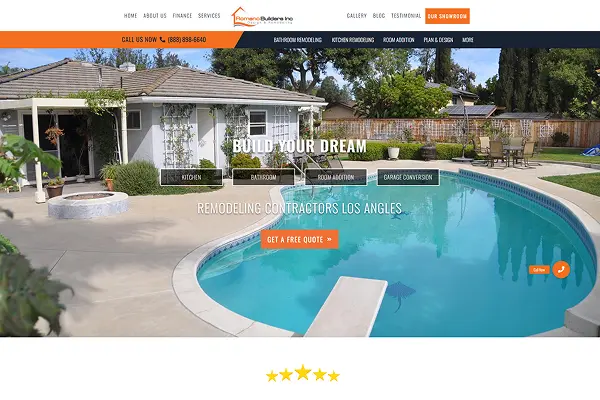 HOME ABOUT US FINANCE SERVICES
Romero Builders Inc
GALLERY BLOG TESTIMONIAL OUR SHOWROOM
CALL US NOW (888) 898-6640
BATHROOM REMODELING KITCHEN REMODELING ROOM ADDITION PLAN & DESIGN MORE
BUILD YOUR DREAM
KITCHEN BATHROOM ROOM ADDITION GARAGE CONVERSION
REMODELING CONTRACTORS LOS ANGLES
GET A FREE QUOTE »
Call Now